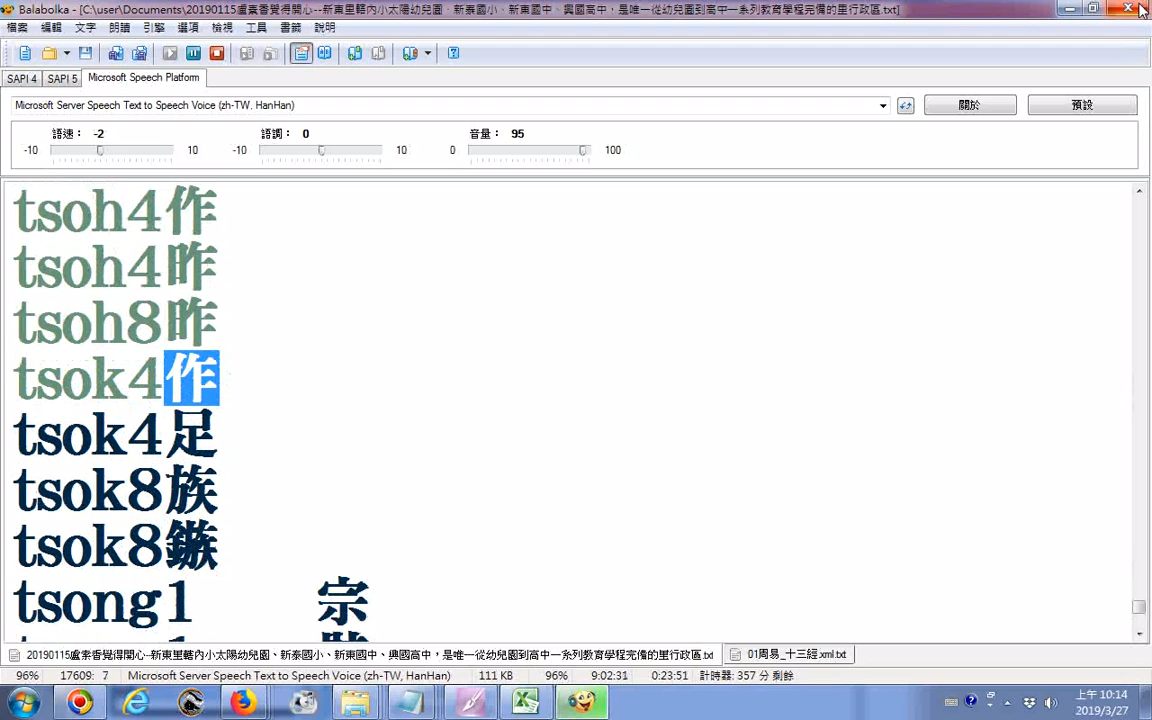 Balabolka - [C:\user\Documents\20190115盧素香覺得開心--新東里轄內小太陽幼兒園、新泰國小、新東國中、興國高中，是唯一從幼兒園到高中一系列教育學程完備的里行政區.txt]
檔案 編輯 文字 朗讀 引擎 選項 檢視 工具 書籤 說明
SAPI 4 SAPI 5 Microsoft Speech Platform
Microsoft Server Speech Text to Speech Voice (zh-TW, HanHan) 關於 預設
語速： -2 語調： 0 音量： 95
-10 10 -10 10 0 100
tsoh4作
tsoh4昨
tsoh8昨
tsok4作
tsok4足
tsok8族
tsok8鏃
tsong1 宗
20190115盧素香覺得開心--新東里轄內小太陽幼兒園、新泰國小、新東國中、興國高中，是唯一從幼兒園到高中一系列教育學程完備的里行政區.txt 01周易_十三經.xml.txt
96% 17609: 7 Microsoft Server Speech Text to Speech Voice (zh-TW, HanHan) 111 KB 96% 9:02:31 0:23:51 計時器: 357 分 剩餘
上午 10:14
2019/3/27